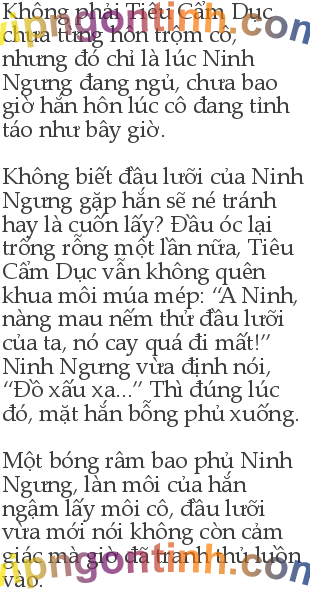 Không phải Tiêu Cẩm Dục
chưa từng hôn trộm cô,
vipngontinh.com
nhưng đó chỉ là lúc Ninh
Ngưng đang ngủ, chưa bao
giờ hắn hôn lúc cô đang tỉnh
táo như bây giờ.
Không biết đầu lưỡi của Ninh
Ngưng gặp hắn sẽ né tránh
hay là cuốn lấy? Đầu óc lại
trống rỗng một lần nữa, Tiêu
Cẩm Dục vẫn không quên
khua môi múa mép: “A Ninh,
nàng mau nếm thử đầu lưỡi
của ta, nó cay quá đi mất!”
Ninh Ngưng vừa định nói,
“Đồ xấu xa...” Thì đúng lúc
đó, mặt hắn bỗng phủ xuống.
Một bóng râm bao phủ Ninh
Ngưng, làn môi của hắn
ngậm lấy môi cô, đầu lưỡi
vừa mới nói không còn cảm
giác mà giờ đã tranh thủ luồn
vipngontinh.com
vào.